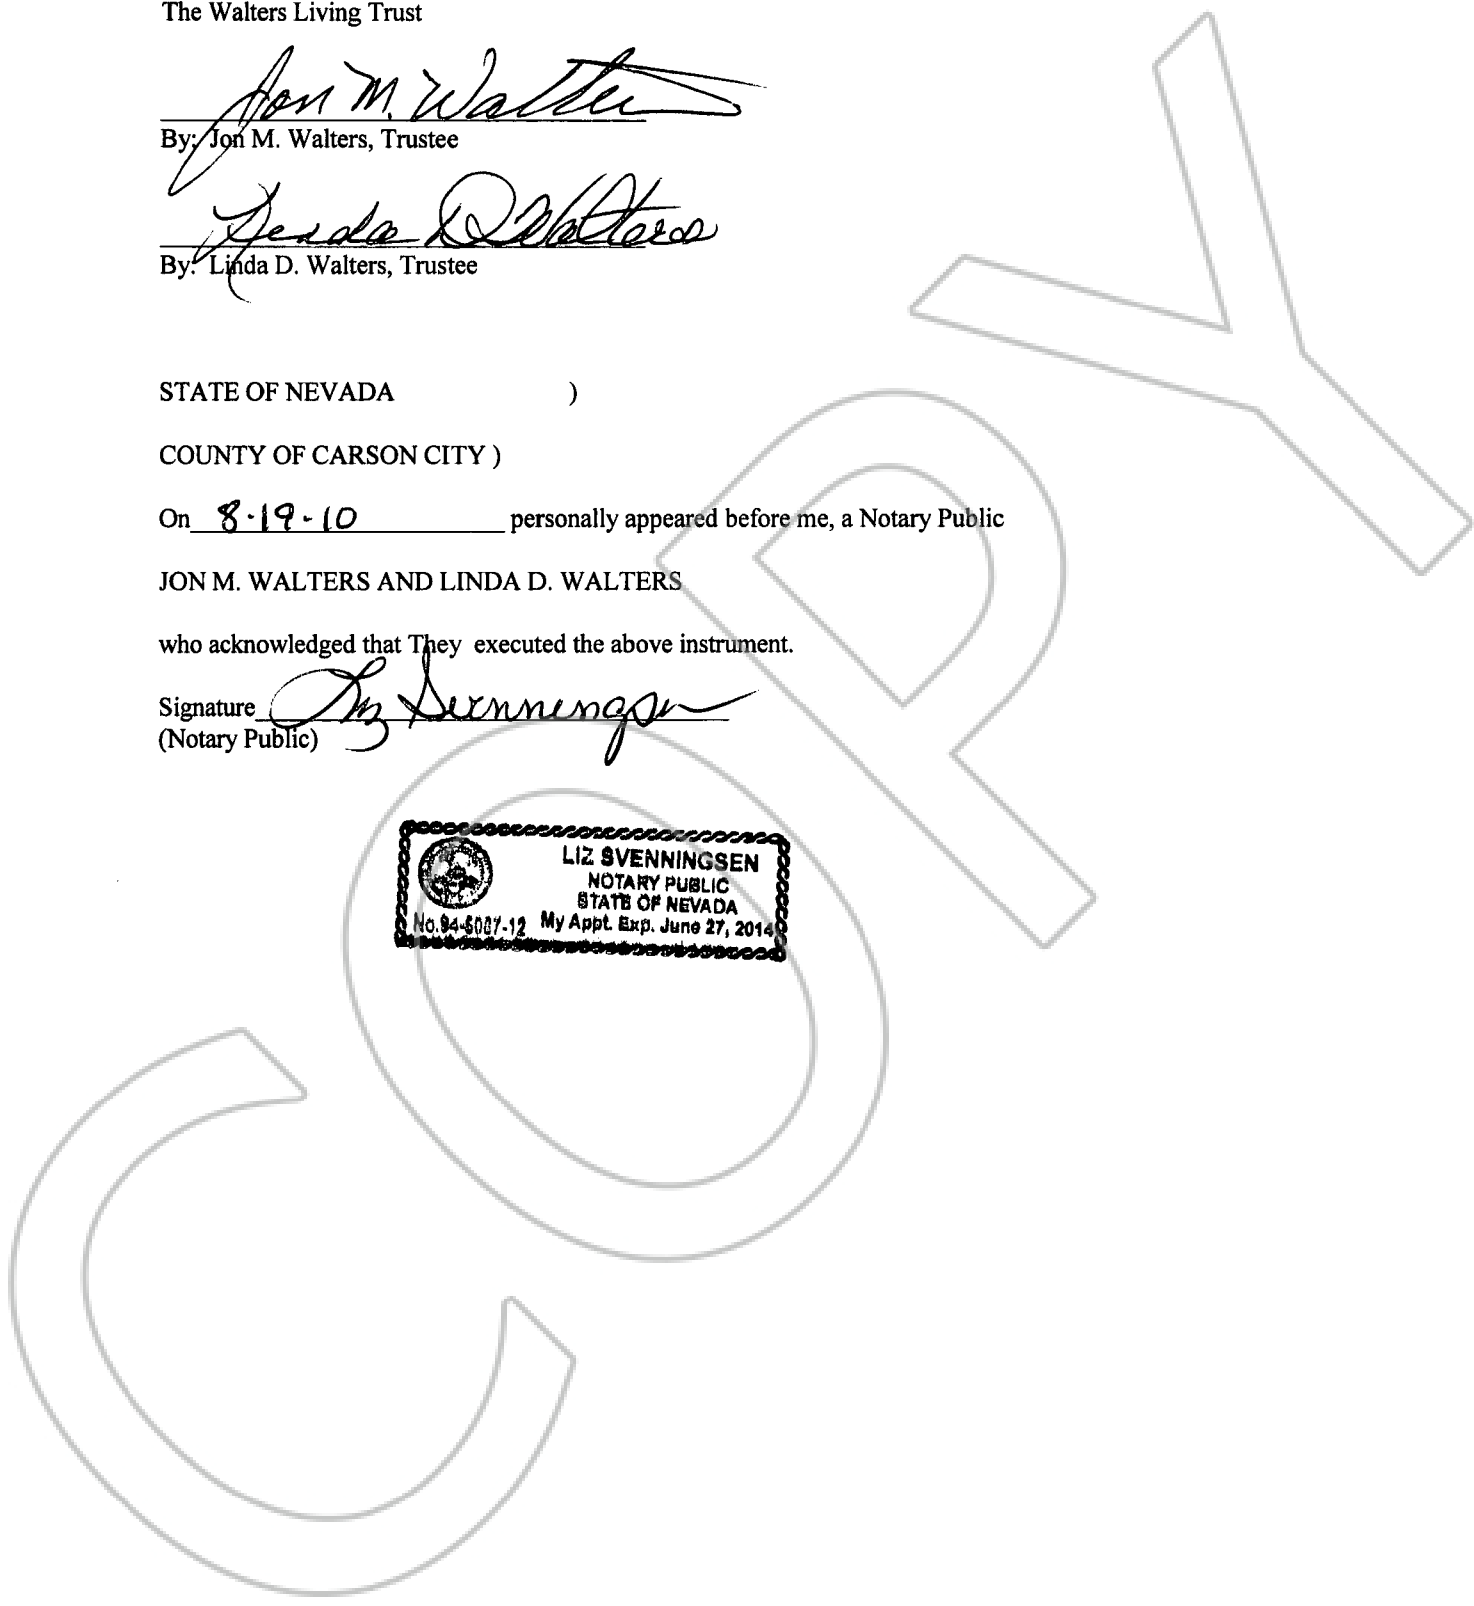 The Walters Living Trust
Jon M. Walters
By: Jon M. Walters, Trustee
Linda D Walters
By: Linda D. Walters, Trustee
STATE OF NEVADA )
COUNTY OF CARSON CITY )
On 8-19-10 personally appeared before me, a Notary Public
JON M. WALTERS AND LINDA D. WALTERS
who acknowledged that They executed the above instrument.
Signature Liz Svenningsen
(Notary Public)
LIZ SVENNINGSEN
NOTARY PUBLIC
STATE OF NEVADA
My Appt. Exp. June 27, 2014
COPY